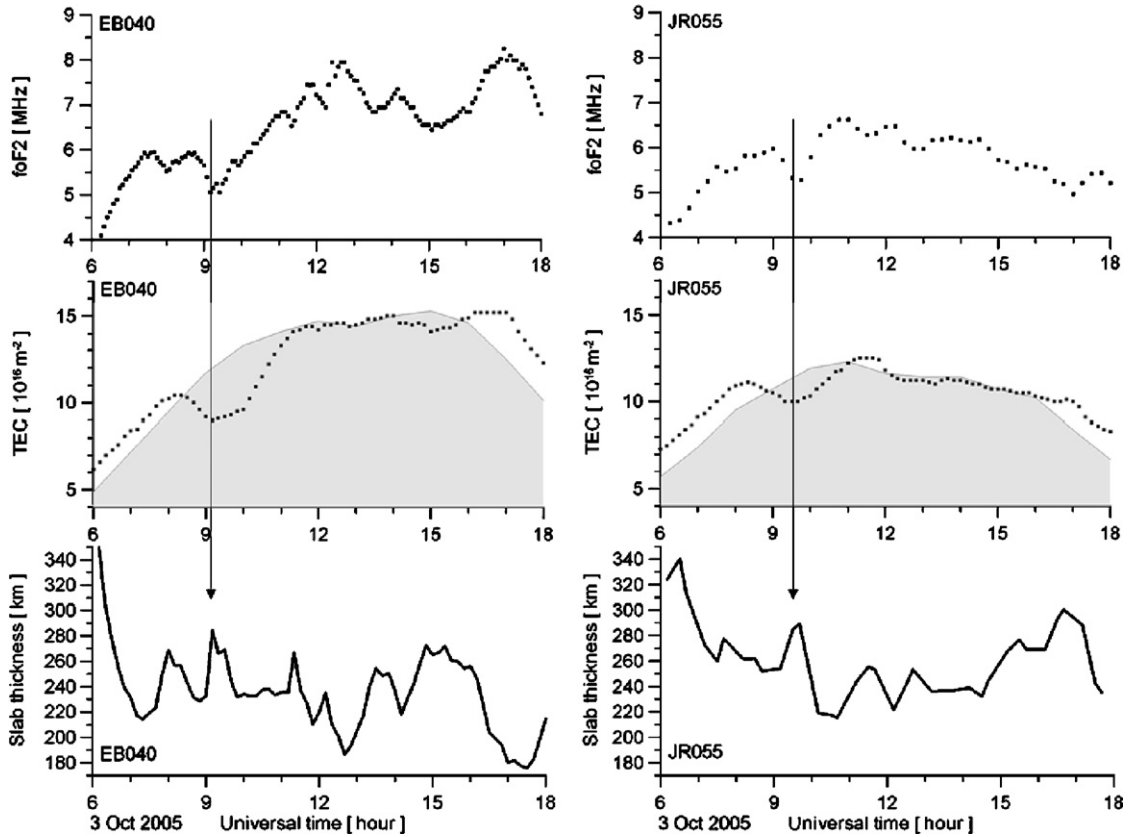 EB040
foF2 [ MHz ]
9
8
7
6
5
4
6 9 12 15 18
JR055
foF2 [ MHz ]
9
8
7
6
5
4
6 9 12 15 18
EB040
TEC [ 10¹⁶ m⁻² ]
15
10
5
6 9 12 15 18
JR055
TEC [ 10¹⁶ m⁻² ]
15
10
5
6 9 12 15 18
Slab thickness [ km ]
340
320
300
280
260
240
220
200
180
EB040
6 9 12 15 18
3 Oct 2005 Universal time [ hour ]
Slab thickness [ km ]
340
320
300
280
260
240
220
200
180
JR055
6 9 12 15 18
3 Oct 2005 Universal time [ hour ]